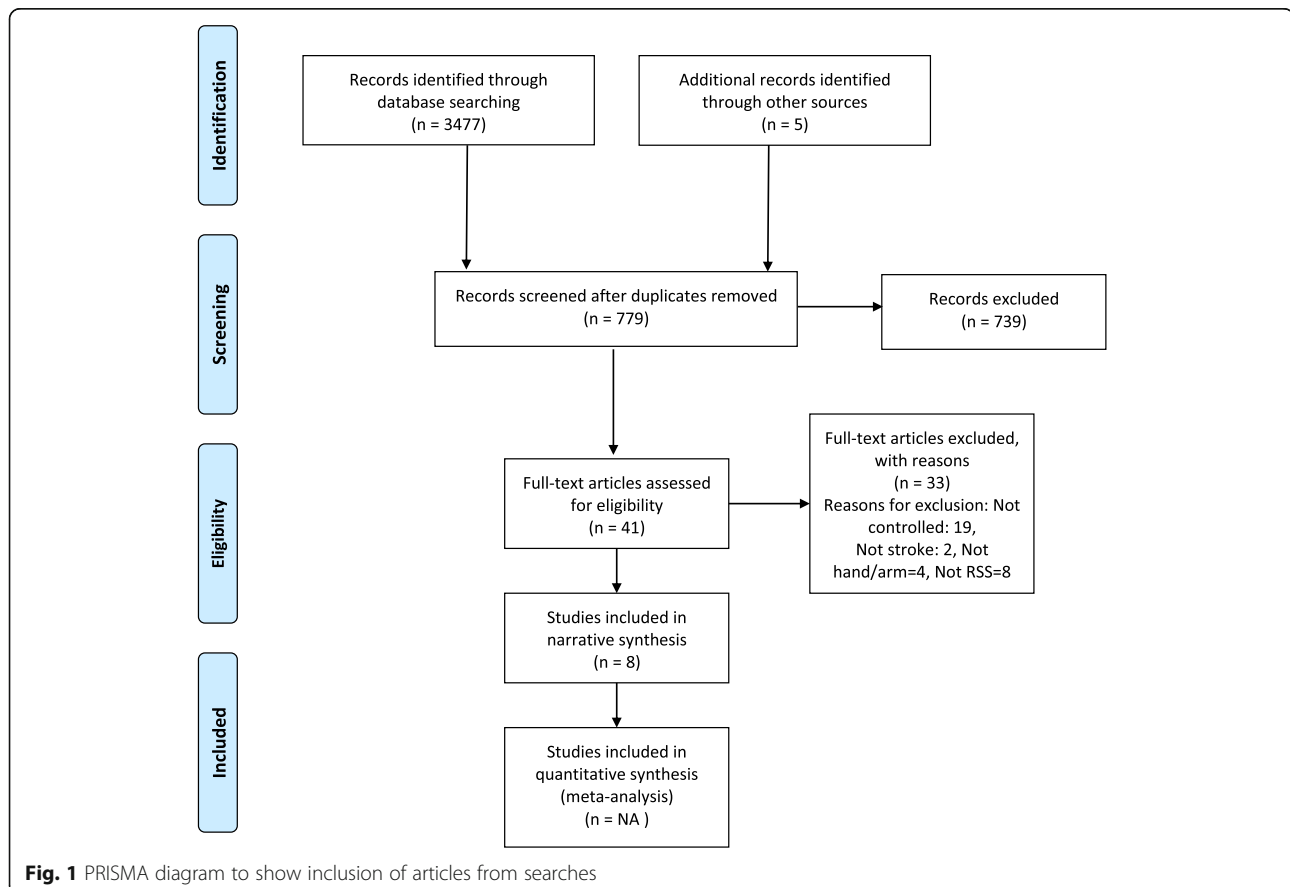 Identification
Records identified through
database searching
(n = 3477)
Additional records identified
through other sources
(n = 5)
Screening
Records screened after duplicates removed
(n = 779)
Records excluded
(n = 739)
Eligibility
Full-text articles assessed
for eligibility
(n = 41)
Full-text articles excluded,
with reasons
(n = 33)
Reasons for exclusion: Not
controlled: 19,
Not stroke: 2, Not
hand/arm=4, Not RSS=8
Studies included in
narrative synthesis
(n = 8)
Included
Studies included in
quantitative synthesis
(meta-analysis)
(n = NA )
Fig. 1 PRISMA diagram to show inclusion of articles from searches